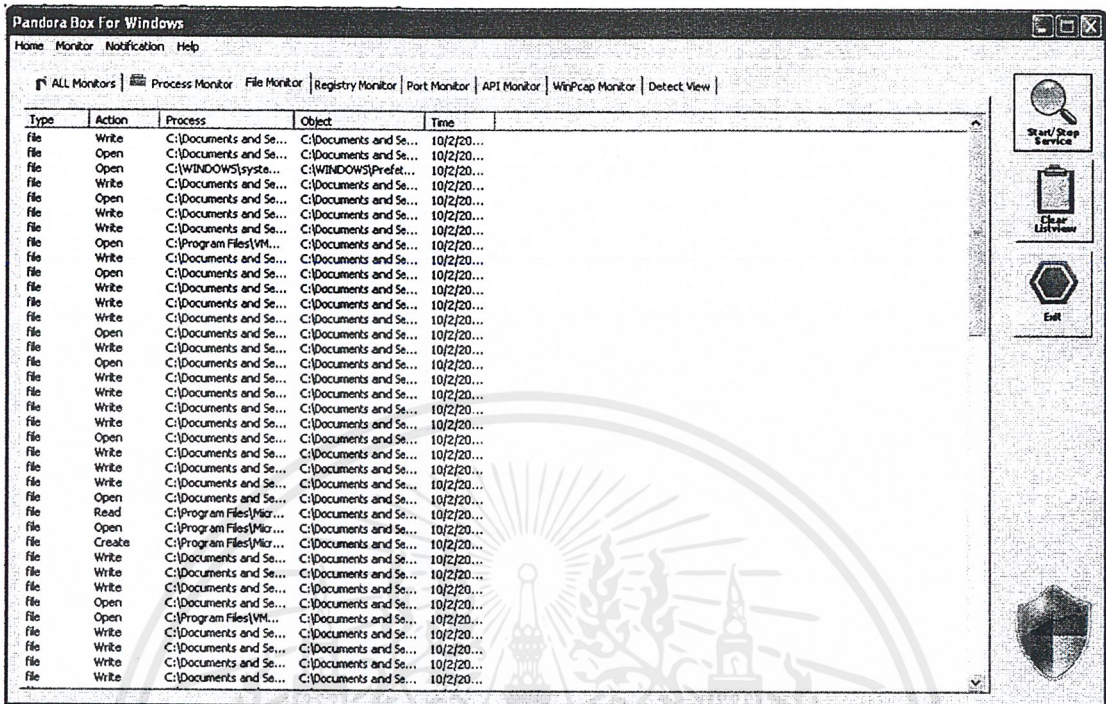 Pandora Box For Windows
Home Monitor Notification Help
ALL Monitors Process Monitor File Monitor Registry Monitor Port Monitor API Monitor WinPcap Monitor Detect View
Type Action Process Object Time
file Write C:\Documents and Se... C:\Documents and Se... 10/2/20...
file Open C:\Documents and Se... C:\Documents and Se... 10/2/20...
file Open C:\WINDOWS\syste... C:\WINDOWS\Prefet... 10/2/20...
file Write C:\Documents and Se... C:\Documents and Se... 10/2/20...
file Open C:\Documents and Se... C:\Documents and Se... 10/2/20...
file Write C:\Documents and Se... C:\Documents and Se... 10/2/20...
file Write C:\Documents and Se... C:\Documents and Se... 10/2/20...
file Open C:\Program Files\VM... C:\Documents and Se... 10/2/20...
file Write C:\Documents and Se... C:\Documents and Se... 10/2/20...
file Open C:\Documents and Se... C:\Documents and Se... 10/2/20...
file Write C:\Documents and Se... C:\Documents and Se... 10/2/20...
file Write C:\Documents and Se... C:\Documents and Se... 10/2/20...
file Write C:\Documents and Se... C:\Documents and Se... 10/2/20...
file Open C:\Documents and Se... C:\Documents and Se... 10/2/20...
file Write C:\Documents and Se... C:\Documents and Se... 10/2/20...
file Open C:\Documents and Se... C:\Documents and Se... 10/2/20...
file Write C:\Documents and Se... C:\Documents and Se... 10/2/20...
file Write C:\Documents and Se... C:\Documents and Se... 10/2/20...
file Write C:\Documents and Se... C:\Documents and Se... 10/2/20...
file Write C:\Documents and Se... C:\Documents and Se... 10/2/20...
file Open C:\Documents and Se... C:\Documents and Se... 10/2/20...
file Write C:\Documents and Se... C:\Documents and Se... 10/2/20...
file Write C:\Documents and Se... C:\Documents and Se... 10/2/20...
file Write C:\Documents and Se... C:\Documents and Se... 10/2/20...
file Open C:\Documents and Se... C:\Documents and Se... 10/2/20...
file Read C:\Program Files\Micr... C:\Documents and Se... 10/2/20...
file Open C:\Program Files\Micr... C:\Documents and Se... 10/2/20...
file Create C:\Program Files\Micr... C:\Documents and Se... 10/2/20...
file Write C:\Documents and Se... C:\Documents and Se... 10/2/20...
file Write C:\Documents and Se... C:\Documents and Se... 10/2/20...
file Write C:\Documents and Se... C:\Documents and Se... 10/2/20...
file Open C:\Documents and Se... C:\Documents and Se... 10/2/20...
file Open C:\Program Files\VM... C:\Documents and Se... 10/2/20...
file Write C:\Documents and Se... C:\Documents and Se... 10/2/20...
file Write C:\Documents and Se... C:\Documents and Se... 10/2/20...
file Write C:\Documents and Se... C:\Documents and Se... 10/2/20...
file Write C:\Documents and Se... C:\Documents and Se... 10/2/20...
Start/Stop
Service
Clear
Listview
Exit